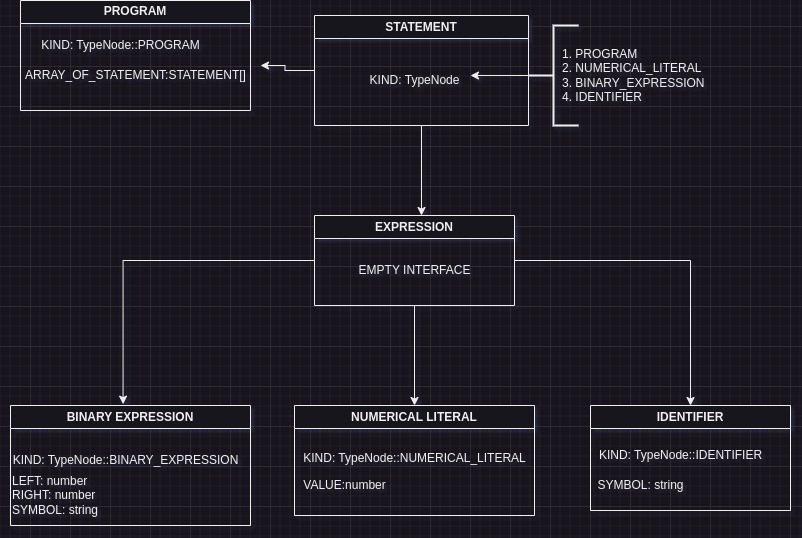 PROGRAM
KIND: TypeNode::PROGRAM
ARRAY_OF_STATEMENT:STATEMENT[]
STATEMENT
KIND: TypeNode
1. PROGRAM
2. NUMERICAL_LITERAL
3. BINARY_EXPRESSION
4. IDENTIFIER
EXPRESSION
EMPTY INTERFACE
BINARY EXPRESSION
KIND: TypeNode::BINARY_EXPRESSION
LEFT: number
RIGHT: number
SYMBOL: string
NUMERICAL LITERAL
KIND: TypeNode::NUMERICAL_LITERAL
VALUE:number
IDENTIFIER
KIND: TypeNode::IDENTIFIER
SYMBOL: string